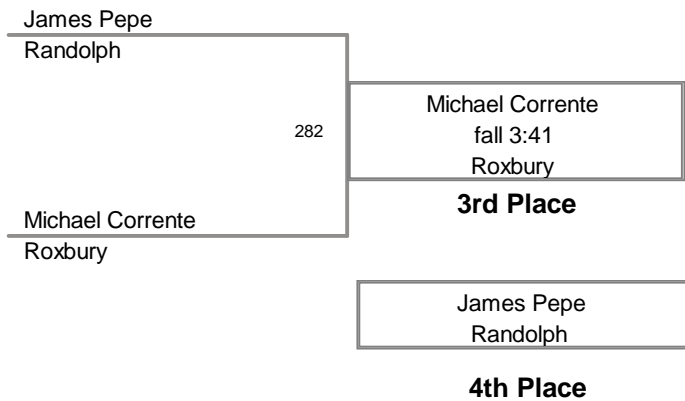 James Pepe
Randolph
282
Michael Corrente
fall 3:41
Roxbury
3rd Place
Michael Corrente
Roxbury
James Pepe
Randolph
4th Place